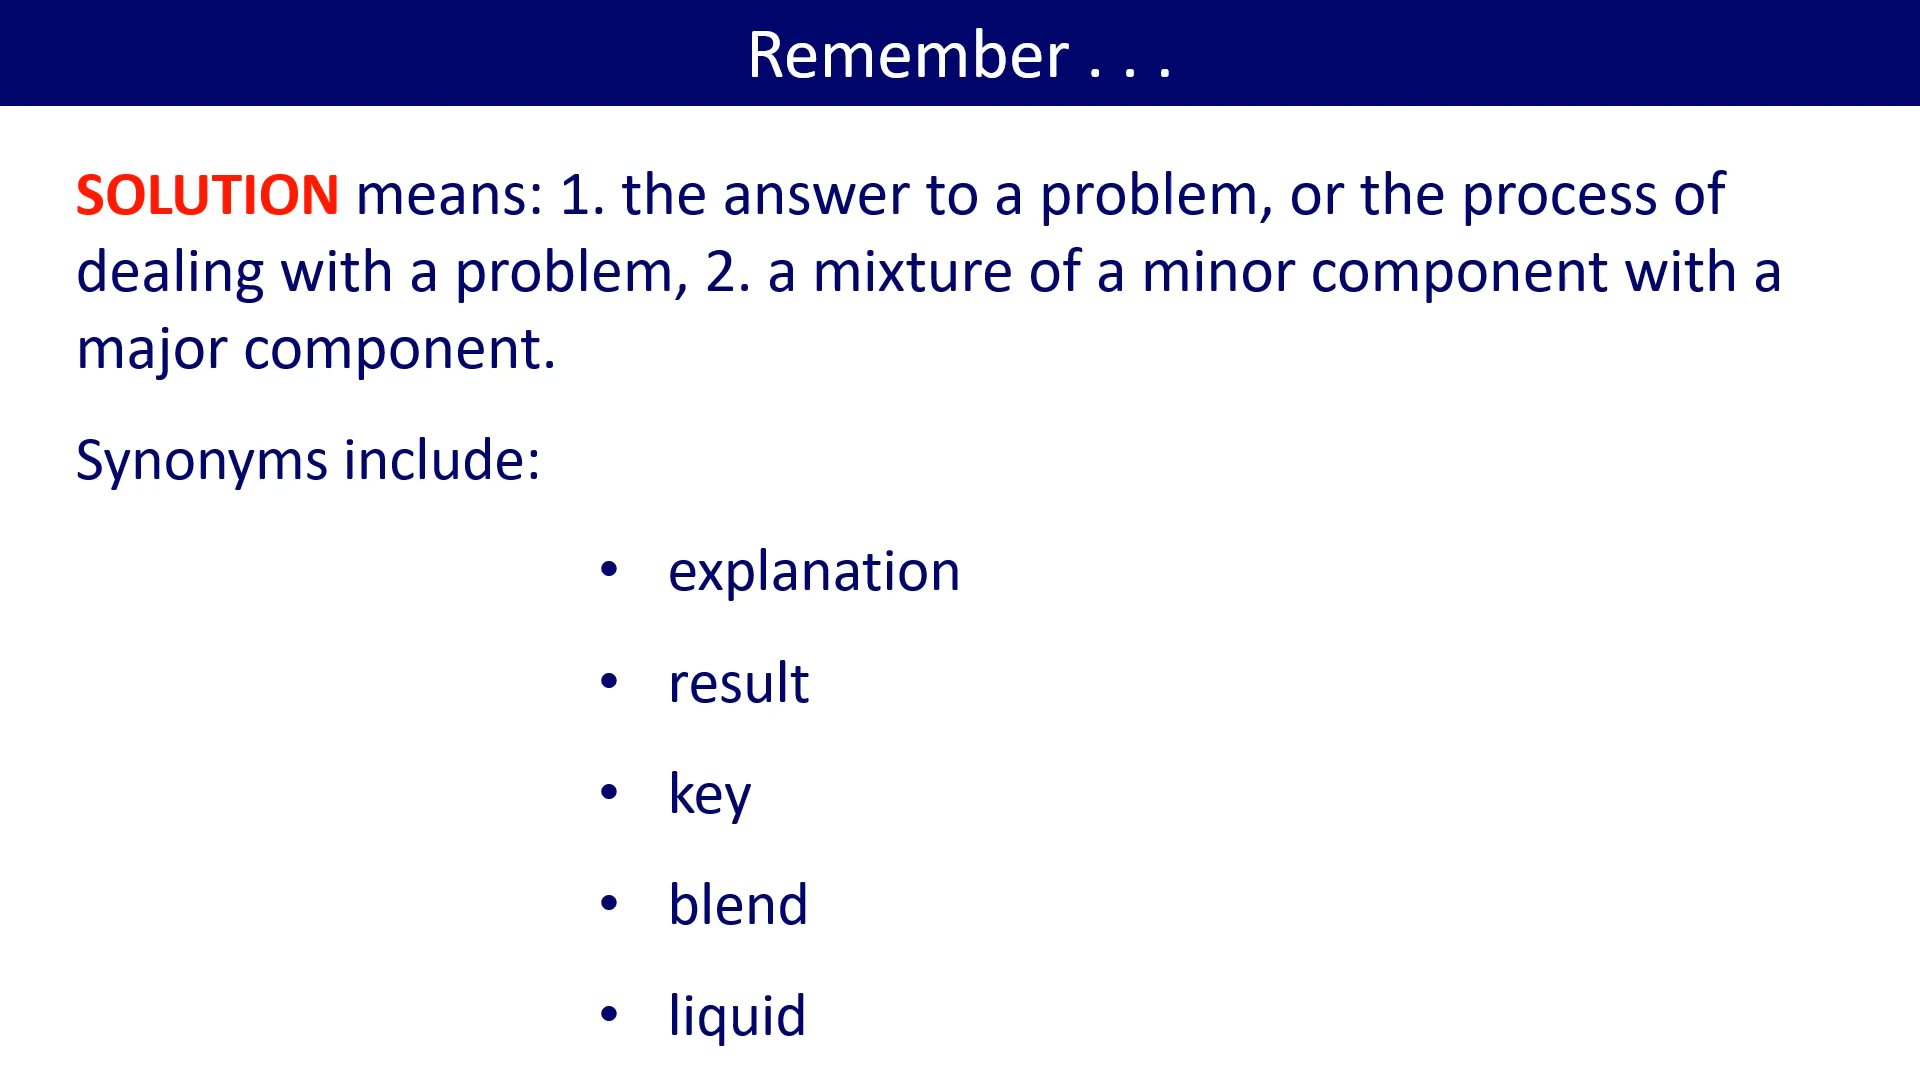 Remember . . .
SOLUTION means: 1. the answer to a problem, or the process of
dealing with a problem, 2. a mixture of a minor component with a
major component.
Synonyms include:
• explanation
• result
• key
• blend
• liquid